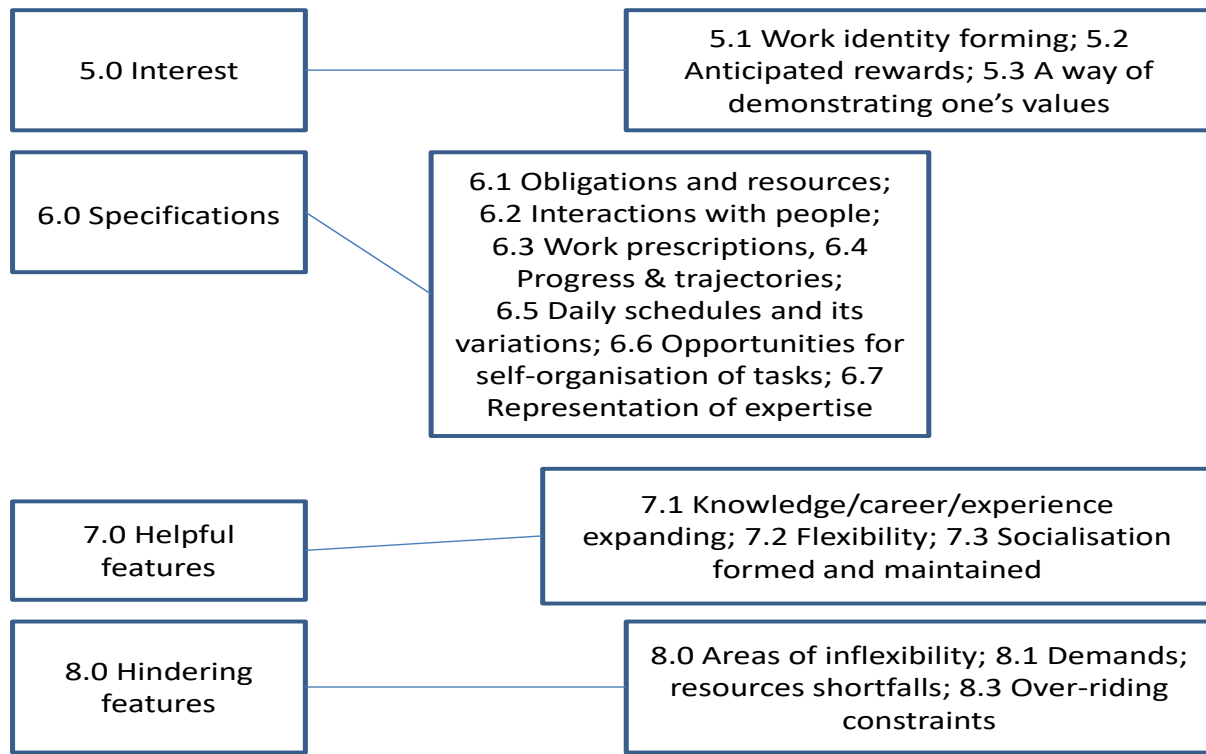 5.0 Interest
5.1 Work identity forming; 5.2
Anticipated rewards; 5.3 A way of
demonstrating one’s values
6.0 Specifications
6.1 Obligations and resources;
6.2 Interactions with people;
6.3 Work prescriptions, 6.4
Progress & trajectories;
6.5 Daily schedules and its
variations; 6.6 Opportunities for
self-organisation of tasks; 6.7
Representation of expertise
7.0 Helpful
features
7.1 Knowledge/career/experience
expanding; 7.2 Flexibility; 7.3 Socialisation
formed and maintained
8.0 Hindering
features
8.0 Areas of inflexibility; 8.1 Demands;
resources shortfalls; 8.3 Over-riding
constraints